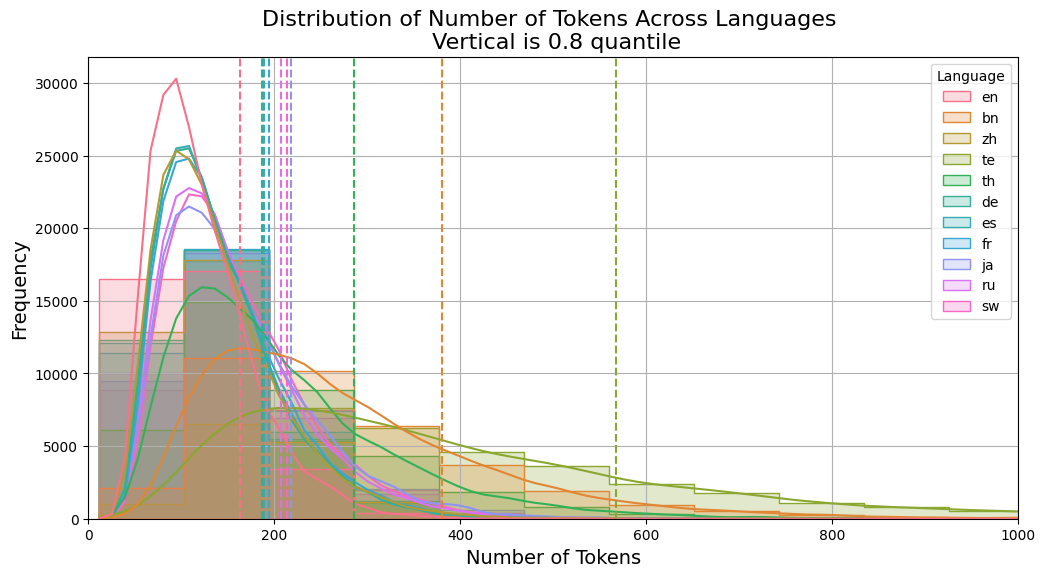 Distribution of Number of Tokens Across Languages
Vertical is 0.8 quantile
30000
25000
20000
15000
10000
5000
0
Frequency
0 200 400 600 800 1000
Number of Tokens
Language
en
bn
zh
te
th
de
es
fr
ja
ru
sw